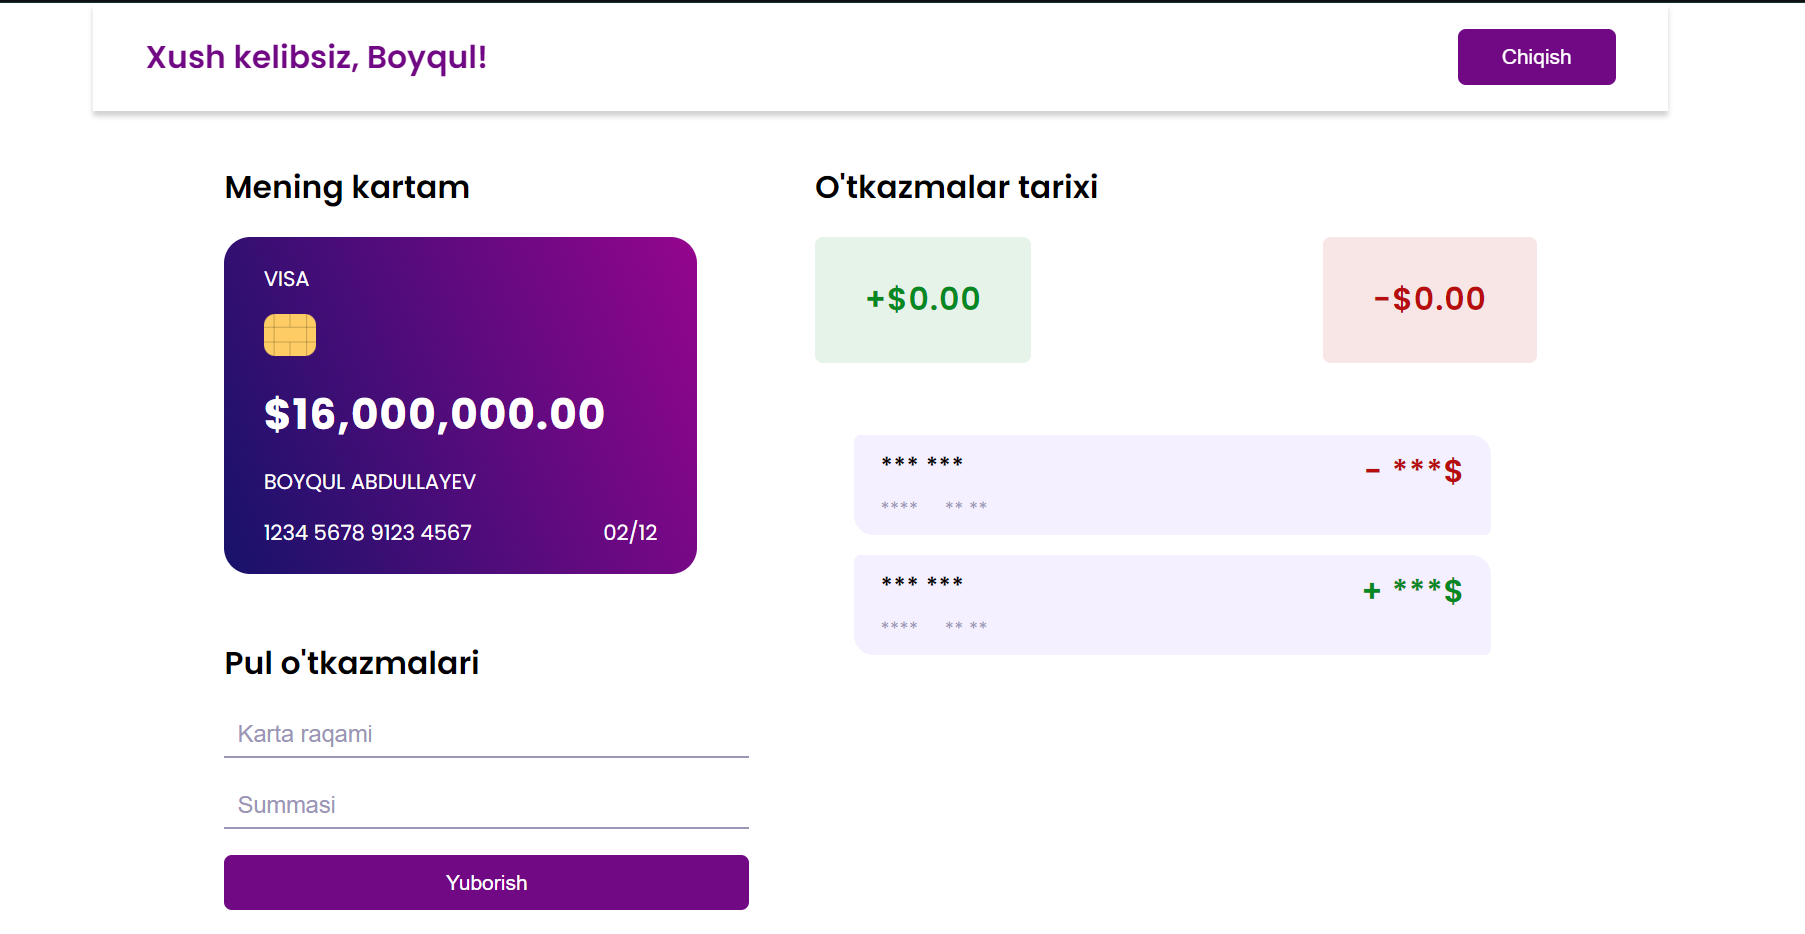 Xush kelibsiz, Boyqul!
Chiqish
Mening kartam
VISA
$16,000,000.00
BOYQUL ABDULLAYEV
1234 5678 9123 4567 02/12
Pul o'tkazmalari
Karta raqami
Summasi
Yuborish
O'tkazmalar tarixi
+$0.00
-$0.00
*** ***
- ***$
**** ** **
*** ***
+ ***$
**** ** **